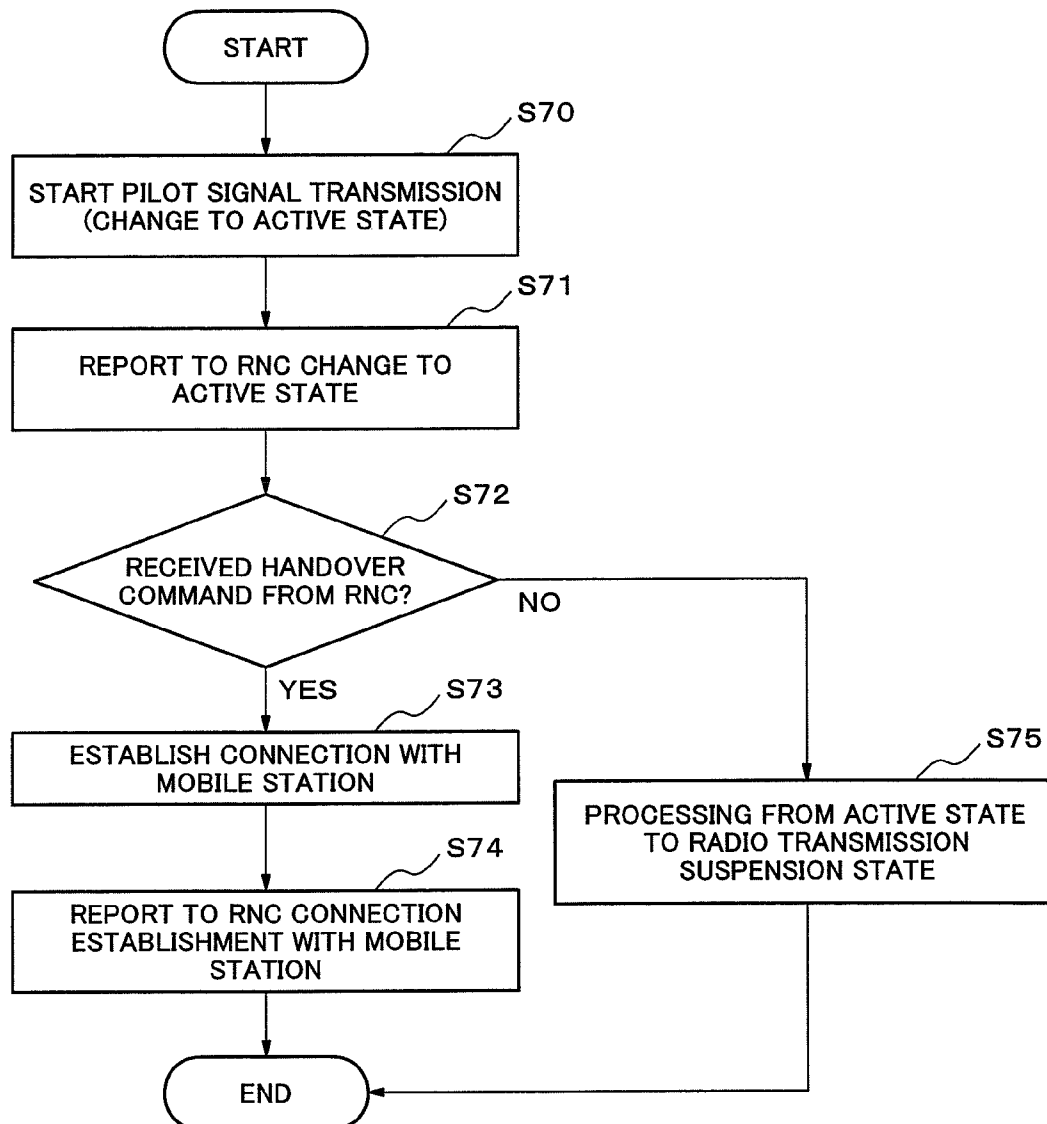 START
S70
START PILOT SIGNAL TRANSMISSION
(CHANGE TO ACTIVE STATE)
S71
REPORT TO RNC CHANGE TO
ACTIVE STATE
S72
RECEIVED HANDOVER
COMMAND FROM RNC?
NO
YES
S73
ESTABLISH CONNECTION WITH
MOBILE STATION
S75
PROCESSING FROM ACTIVE STATE
TO RADIO TRANSMISSION
SUSPENSION STATE
S74
REPORT TO RNC CONNECTION
ESTABLISHMENT WITH MOBILE
STATION
END